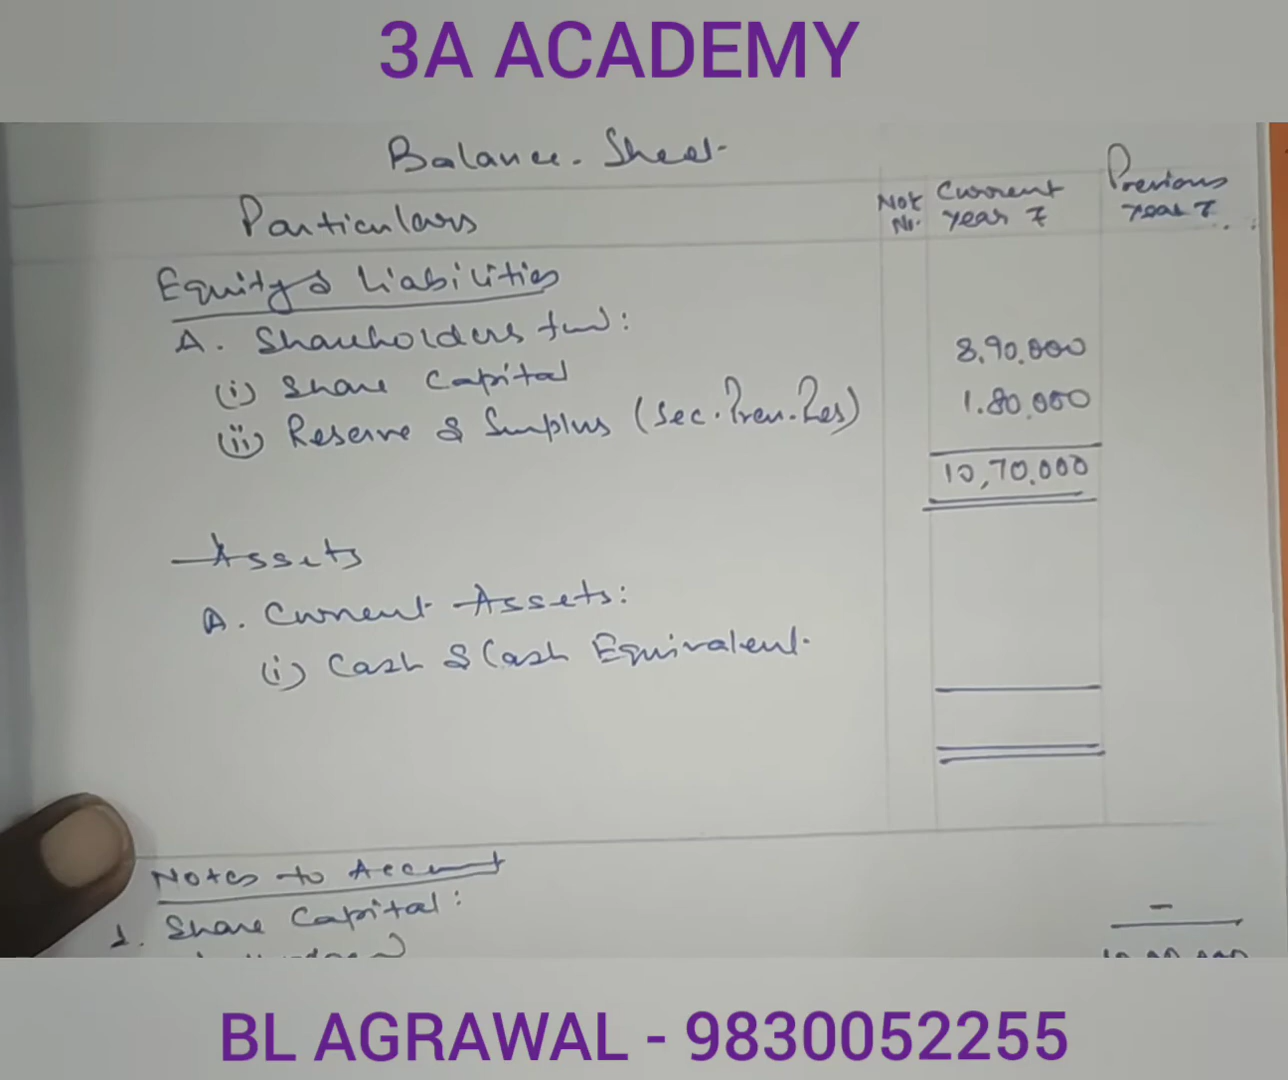 3A ACADEMY
Balance Sheet
Particulars Note No. Current Year ₹ Previous Year ₹
Equity & Liabilities
A. Shareholders fund:
(i) Share Capital 8,90,000
(ii) Reserve & Surplus (Sec. Prem. Res) 1,80,000
10,70,000
Assets
A. Current Assets:
(i) Cash & Cash Equivalent
Notes to Account
1. Share Capital: -
BL AGRAWAL - 9830052255